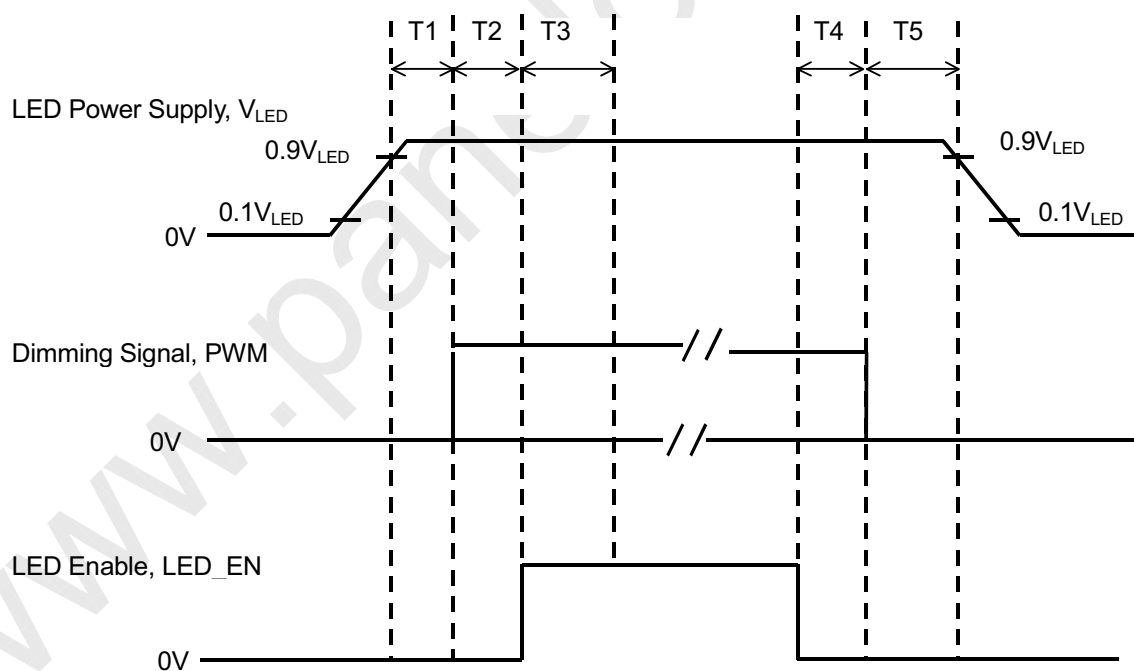 T1 T2 T3 T4 T5
LED Power Supply, VLED
0.9VLED 0.9VLED
0.1VLED 0.1VLED
0V
Dimming Signal, PWM
0V
LED Enable, LED_EN
0V
www.pane